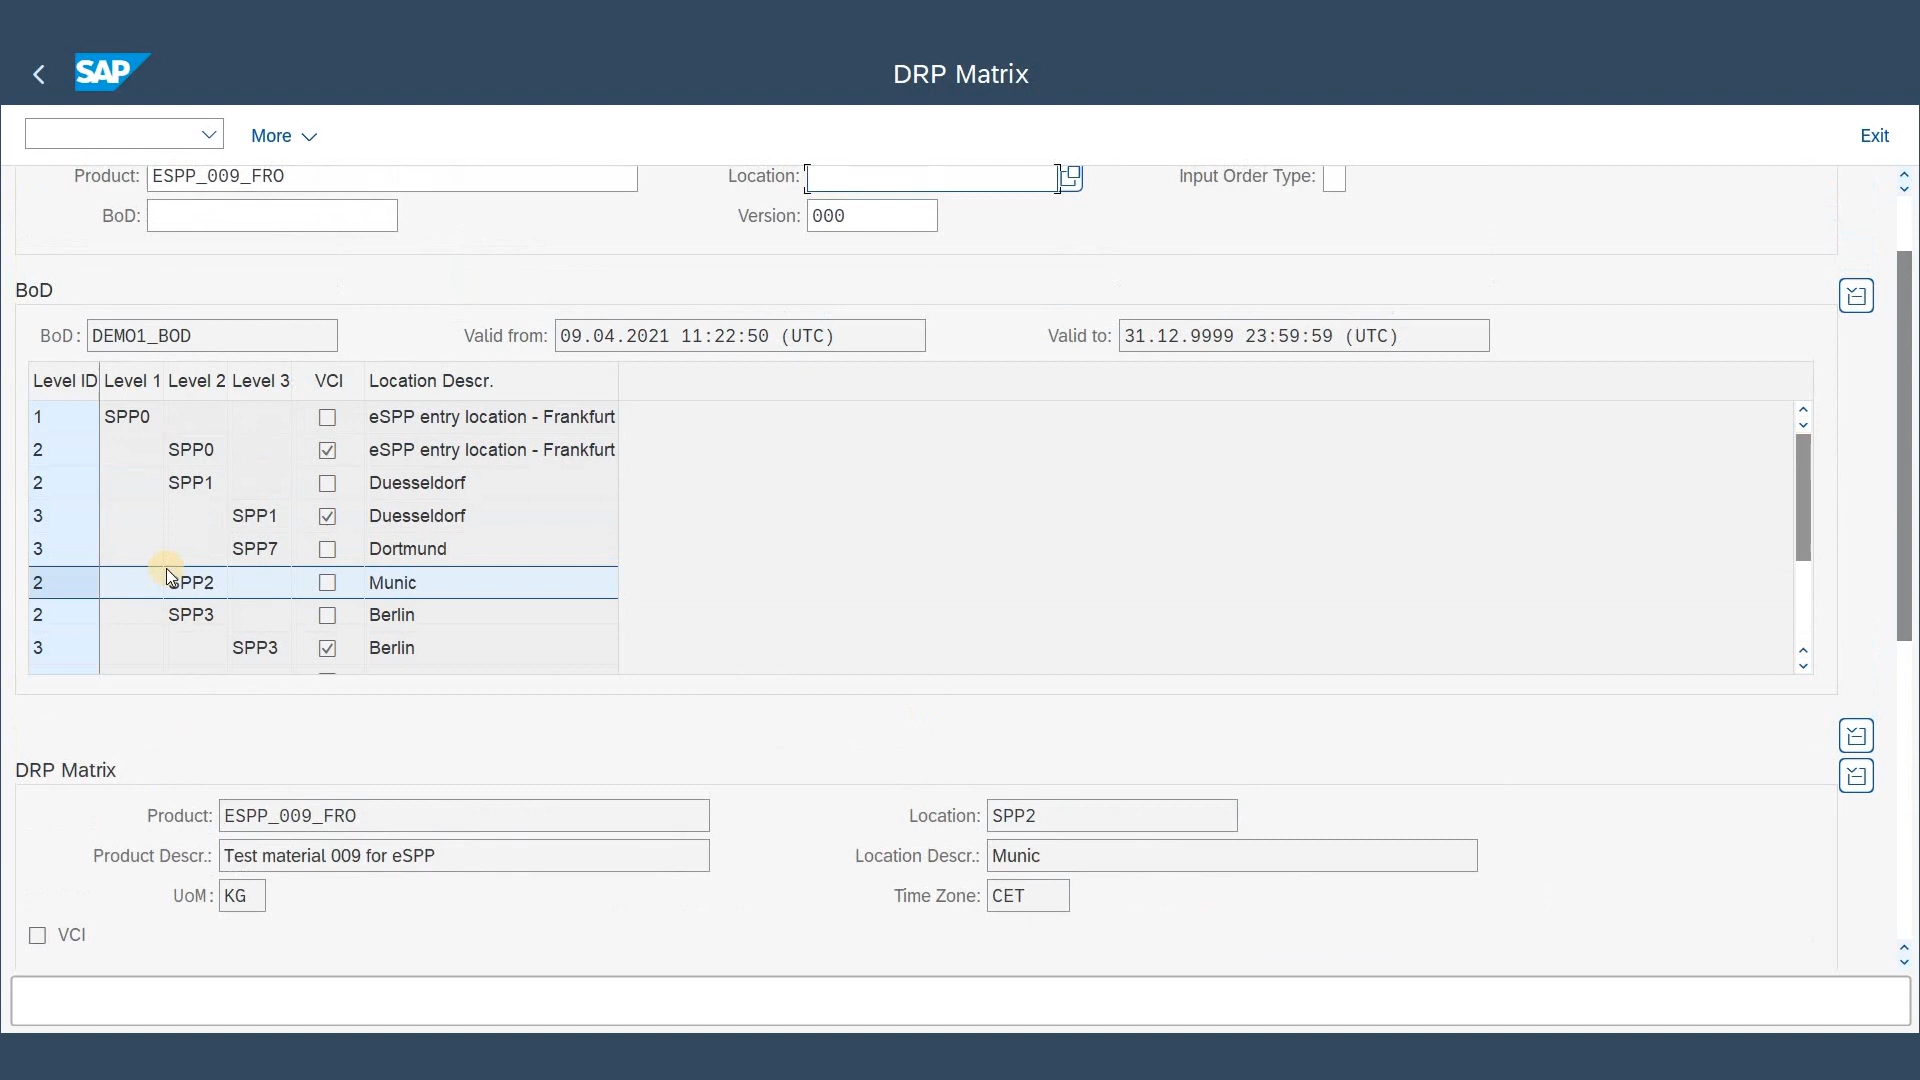 SAP DRP Matrix
More Exit
Product: ESPP_009_FRO Location: Input Order Type:
BoD: Version: 000
BoD
BoD: DEMO1_BOD Valid from: 09.04.2021 11:22:50 (UTC) Valid to: 31.12.9999 23:59:59 (UTC)
Level ID Level 1 Level 2 Level 3 VCI Location Descr.
1 SPP0 eSPP entry location - Frankfurt
2 SPP0 eSPP entry location - Frankfurt
2 SPP1 Duesseldorf
3 SPP1 Duesseldorf
3 SPP7 Dortmund
2 SPP2 Munic
2 SPP3 Berlin
3 SPP3 Berlin
DRP Matrix
Product: ESPP_009_FRO Location: SPP2
Product Descr.: Test material 009 for eSPP Location Descr.: Munic
UoM: KG Time Zone: CET
VCI